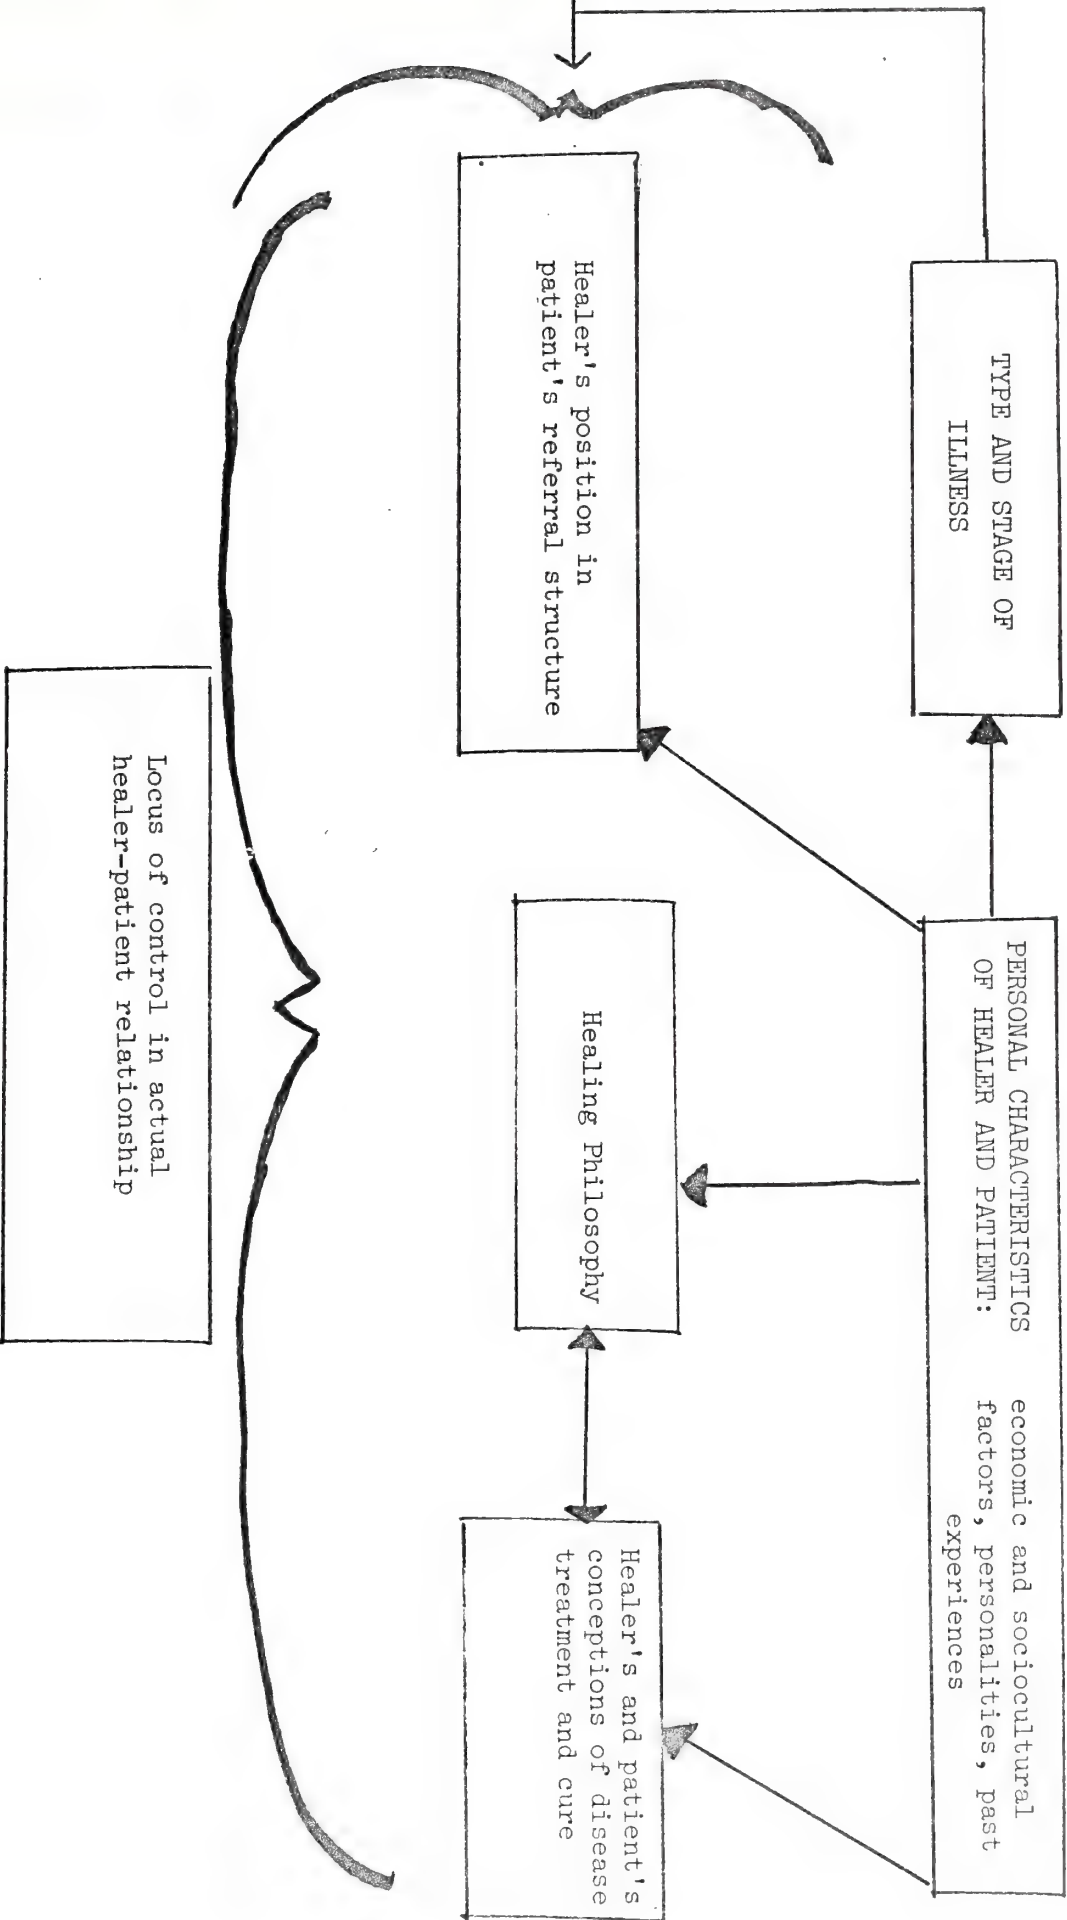 TYPE AND STAGE OF
ILLNESS
PERSONAL CHARACTERISTICS
OF HEALER AND PATIENT:
economic and sociocultural
factors, personalities, past
experiences
Healer's position in
patient's referral structure
Healing Philosophy
Healer's and patient's
conceptions of disease
treatment and cure
Locus of control in actual
healer-patient relationship